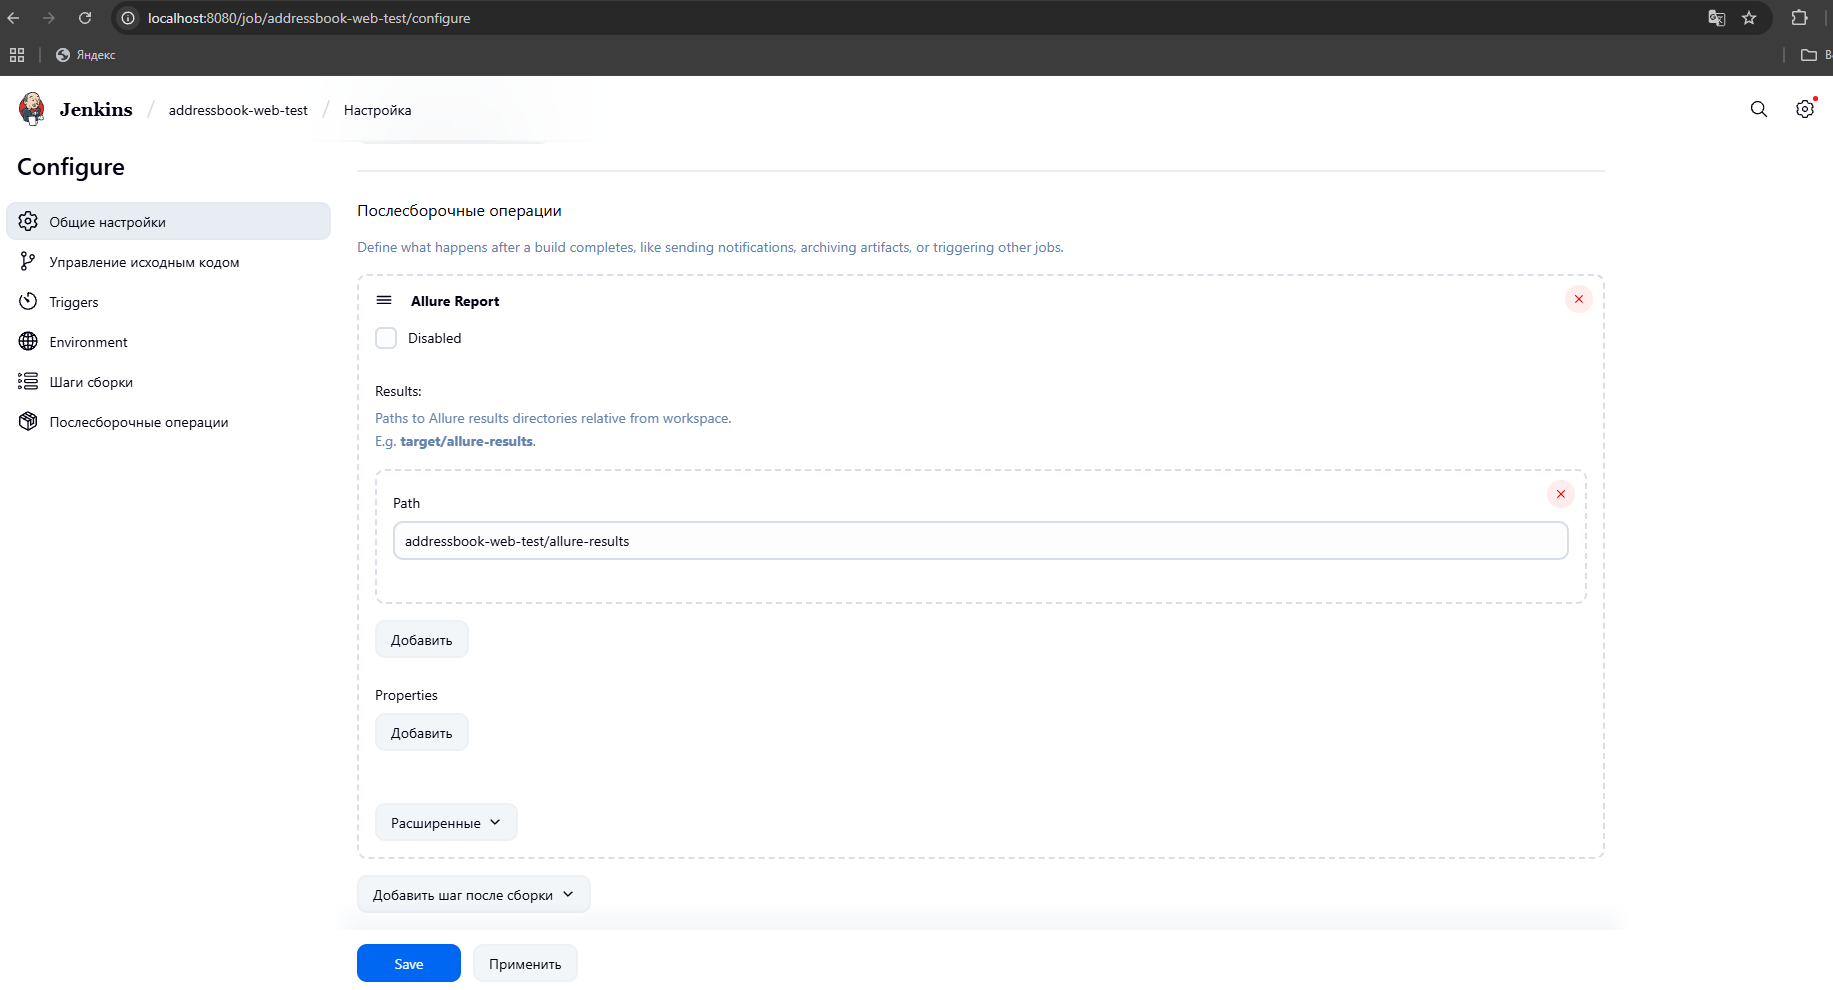 localhost:8080/job/addressbook-web-test/configure
Яндекс
Jenkins / addressbook-web-test / Настройка
Configure
Общие настройки
Управление исходным кодом
Triggers
Environment
Шаги сборки
Послесборочные операции
Послесборочные операции
Define what happens after a build completes, like sending notifications, archiving artifacts, or triggering other jobs.
Allure Report
Disabled
Results:
Paths to Allure results directories relative from workspace.
E.g. target/allure-results.
Path
addressbook-web-test/allure-results
Добавить
Properties
Добавить
Расширенные
Добавить шаг после сборки
Save
Применить